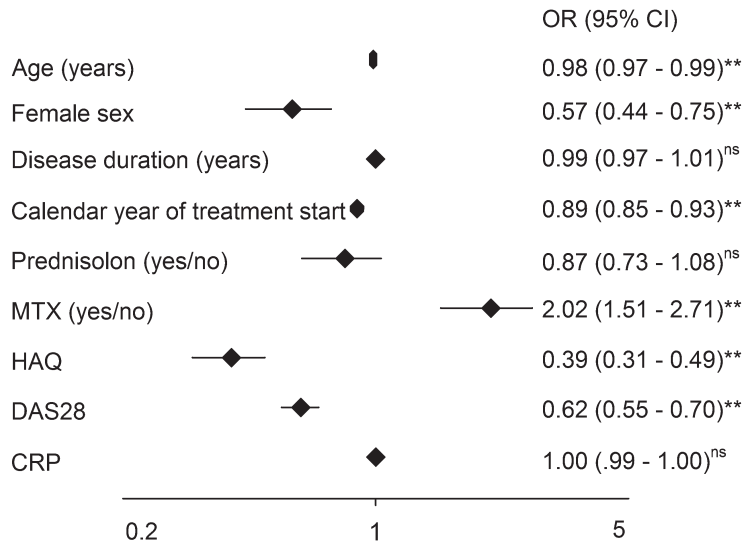 OR (95% CI)
Age (years) 0.98 (0.97 - 0.99)**
Female sex 0.57 (0.44 - 0.75)**
Disease duration (years) 0.99 (0.97 - 1.01)ns
Calendar year of treatment start 0.89 (0.85 - 0.93)**
Prednisolon (yes/no) 0.87 (0.73 - 1.08)ns
MTX (yes/no) 2.02 (1.51 - 2.71)**
HAQ 0.39 (0.31 - 0.49)**
DAS28 0.62 (0.55 - 0.70)**
CRP 1.00 (.99 - 1.00)ns
0.2 1 5